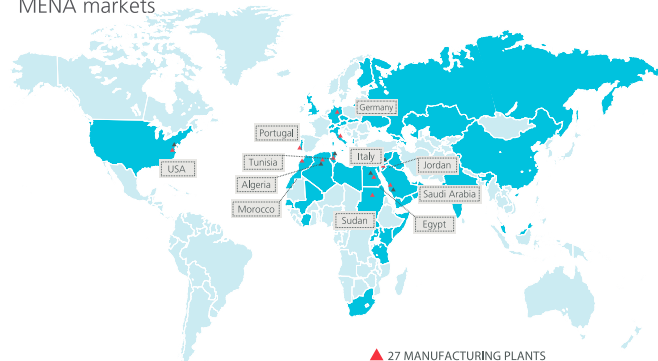 MENA markets
Germany
Portugal
Tunisia
Italy
Jordan
USA
Algeria
Saudi Arabia
Morocco
Sudan
Egypt
27 MANUFACTURING PLANTS